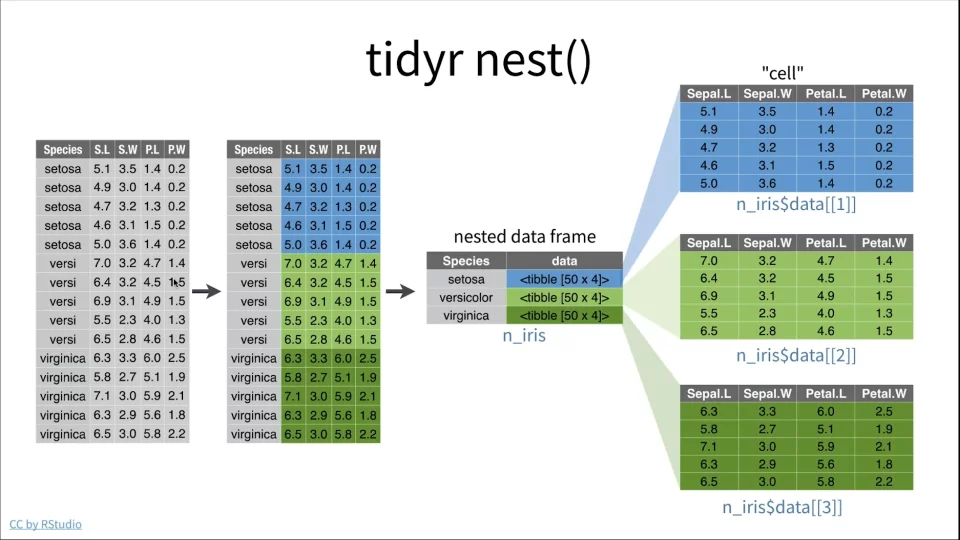 tidyr nest()
Species S.L S.W P.L P.W
setosa 5.1 3.5 1.4 0.2
setosa 4.9 3.0 1.4 0.2
setosa 4.7 3.2 1.3 0.2
setosa 4.6 3.1 1.5 0.2
setosa 5.0 3.6 1.4 0.2
versi 7.0 3.2 4.7 1.4
versi 6.4 3.2 4.5
versi 6.9 3.1 4.9 1.5
versi 5.5 2.3 4.0 1.3
versi 6.5 2.8 4.6 1.5
virginica 6.3 3.3 6.0 2.5
virginica 5.8 2.7 5.1 1.9
virginica 7.1 3.0 5.9 2.1
virginica 6.3 2.9 5.6 1.8
virginica 6.5 3.0 5.8 2.2
Species S.L S.W P.L P.W
setosa 5.1 3.5 1.4 0.2
setosa 4.9 3.0 1.4 0.2
setosa 4.7 3.2 1.3 0.2
setosa 4.6 3.1 1.5 0.2
setosa 5.0 3.6 1.4 0.2
versi 7.0 3.2 4.7 1.4
versi 6.4 3.2 4.5 1.5
versi 6.9 3.1 4.9 1.5
versi 5.5 2.3 4.0 1.3
versi 6.5 2.8 4.6 1.5
virginica 6.3 3.3 6.0 2.5
virginica 5.8 2.7 5.1 1.9
virginica 7.1 3.0 5.9 2.1
virginica 6.3 2.9 5.6 1.8
virginica 6.5 3.0 5.8 2.2
nested data frame
Species data
setosa <tibble [50 x 4]>
versicolor <tibble [50 x 4]>
virginica <tibble [50 x 4]>
n_iris
"cell"
Sepal.L Sepal.W Petal.L Petal.W
5.1 3.5 1.4 0.2
4.9 3.0 1.4 0.2
4.7 3.2 1.3 0.2
4.6 3.1 1.5 0.2
5.0 3.6 1.4 0.2
n_iris$data[[1]]
Sepal.L Sepal.W Petal.L Petal.W
7.0 3.2 4.7 1.4
6.4 3.2 4.5 1.5
6.9 3.1 4.9 1.5
5.5 2.3 4.0 1.3
6.5 2.8 4.6 1.5
n_iris$data[[2]]
Sepal.L Sepal.W Petal.L Petal.W
6.3 3.3 6.0 2.5
5.8 2.7 5.1 1.9
7.1 3.0 5.9 2.1
6.3 2.9 5.6 1.8
6.5 3.0 5.8 2.2
n_iris$data[[3]]
CC by RStudio